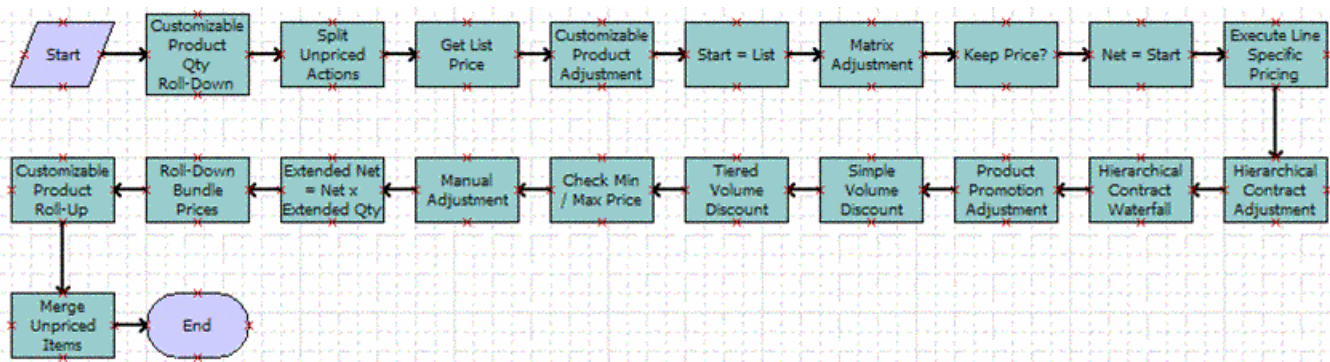 Start
Customizable
Product
Qty
Roll-Down
Split
Unpriced
Actions
Get List
Price
Customizable
Product
Adjustment
Start = List
Matrix
Adjustment
Keep Price?
Net = Start
Execute Line
Specific
Pricing
Customizable
Product
Roll-Up
Roll-Down
Bundle
Prices
Extended Net
= Net x
Extended Qty
Manual
Adjustment
Check Min
/ Max Price
Tiered
Volume
Discount
Simple
Volume
Discount
Product
Promotion
Adjustment
Hierarchical
Contract
Waterfall
Hierarchical
Contract
Adjustment
Merge
Unpriced
Items
End